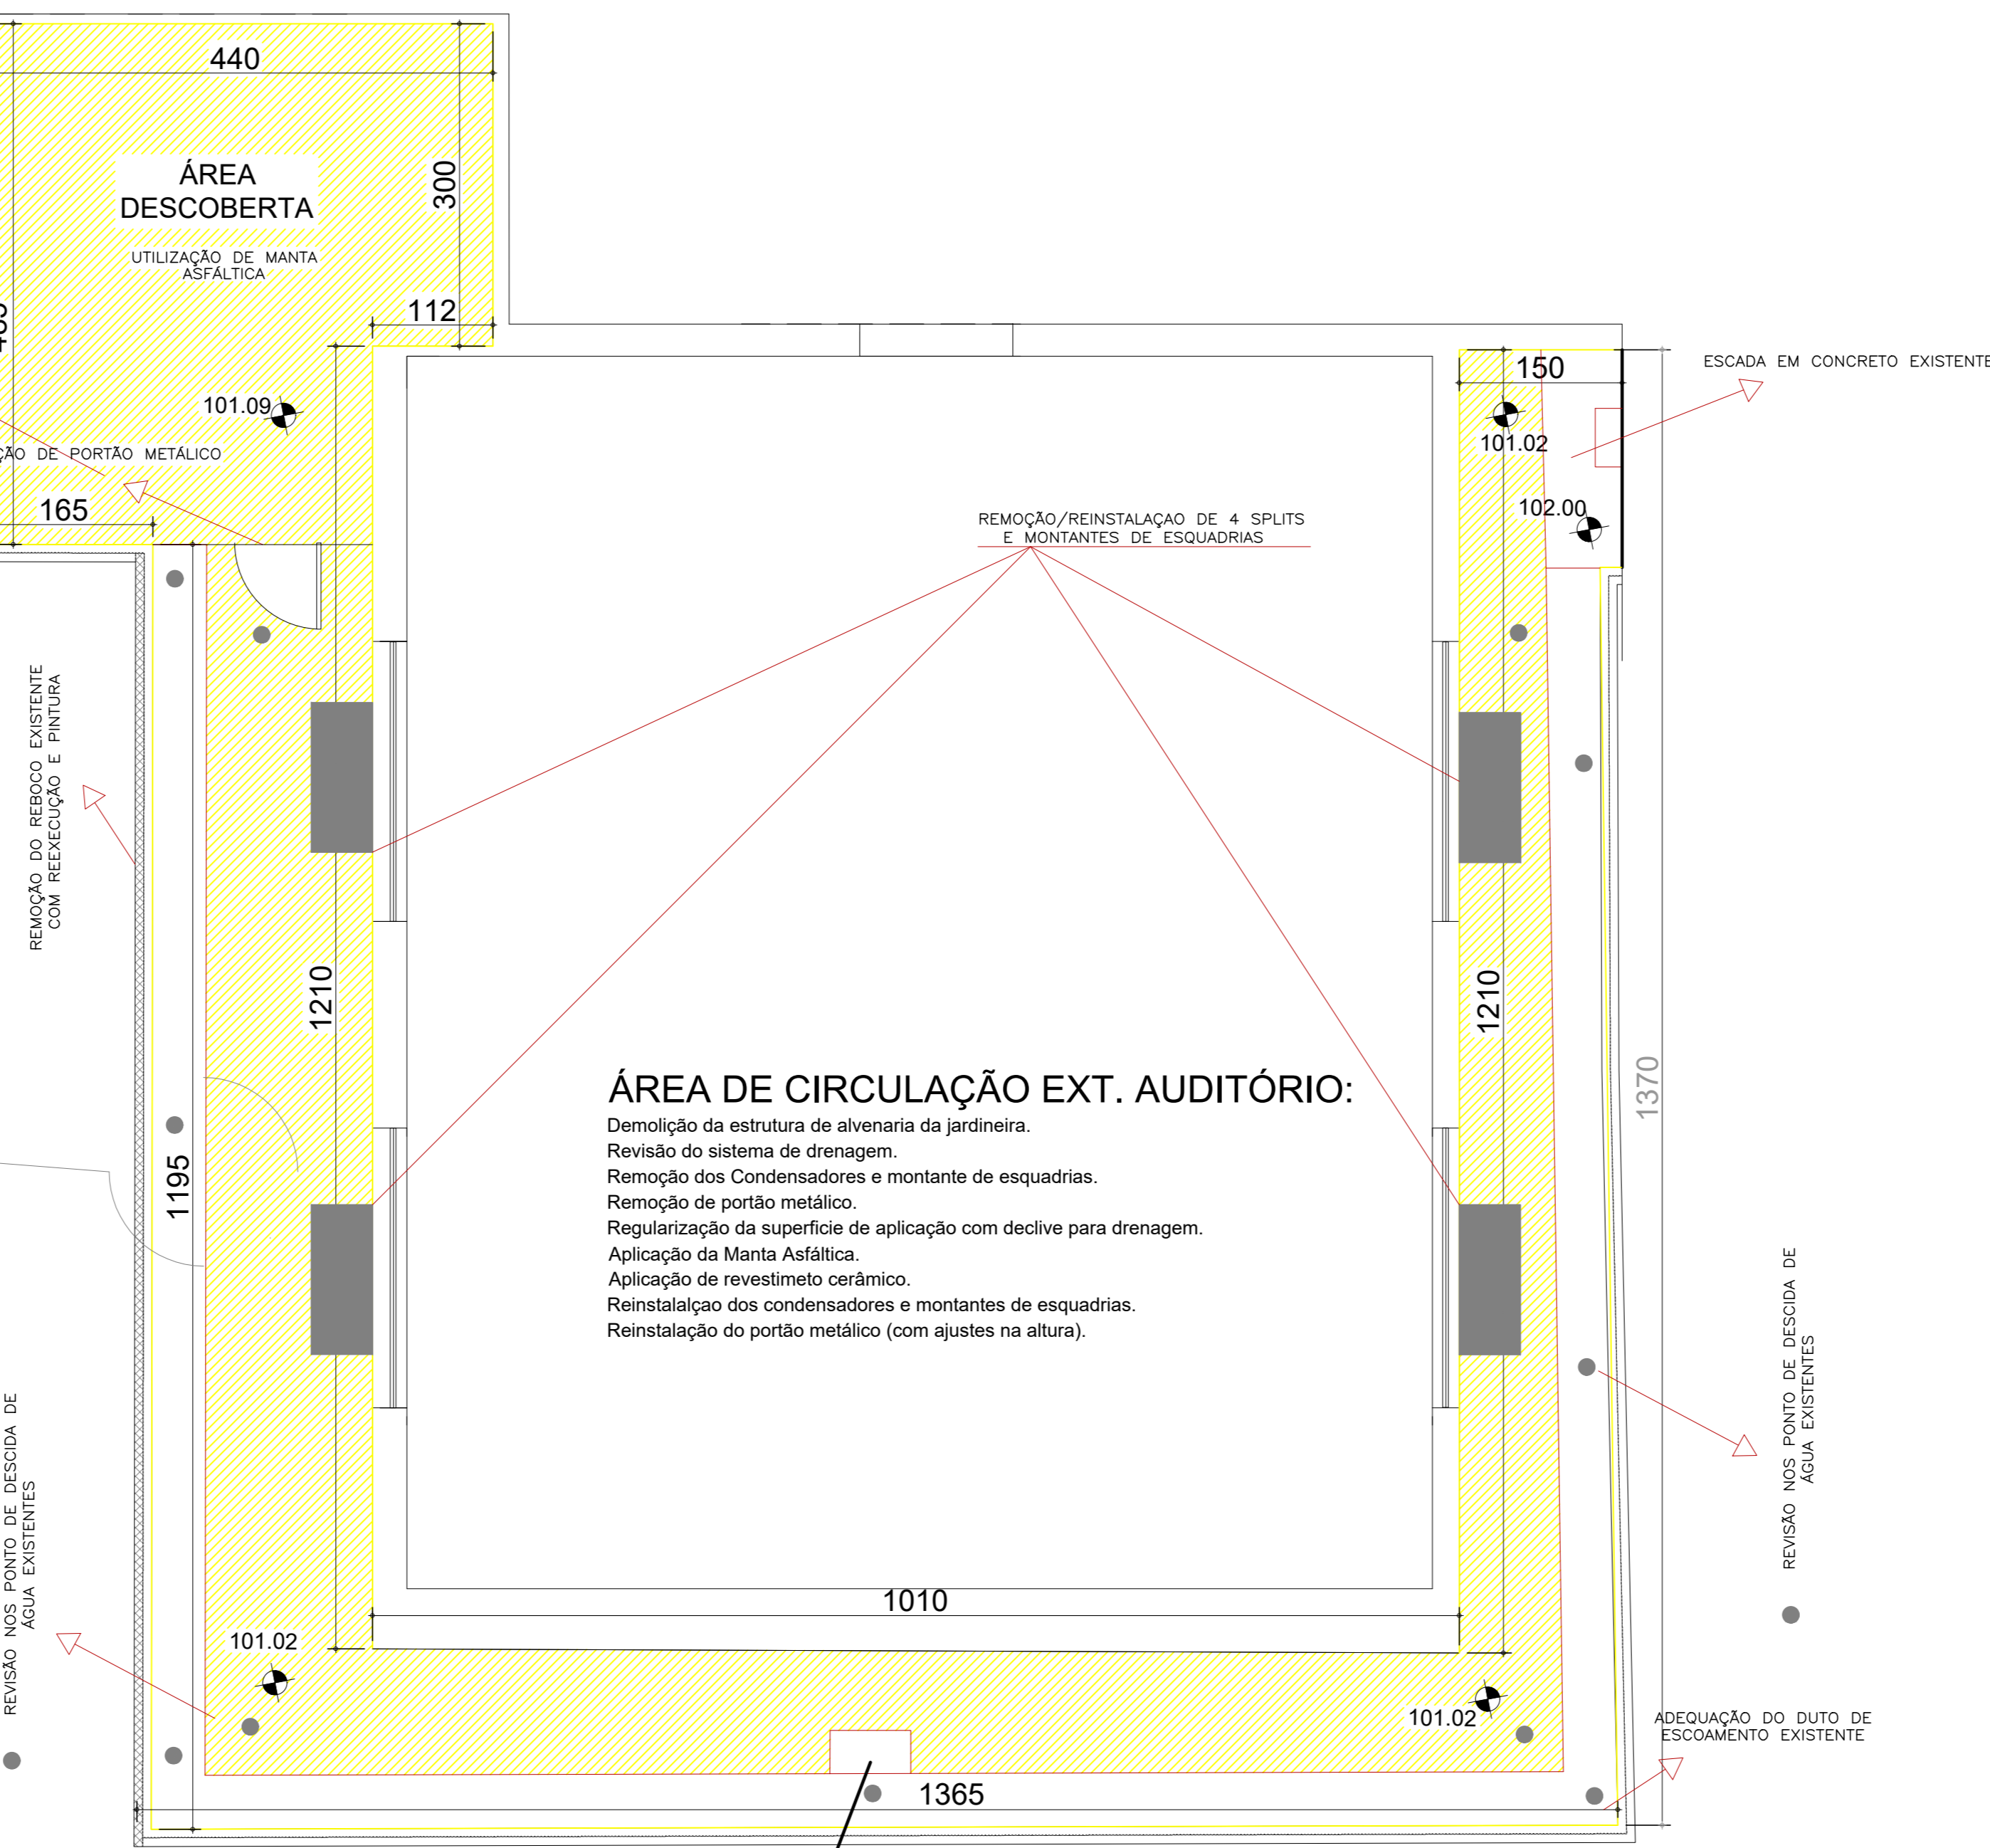 440
ÁREA
DESCOBERTA
UTILIZAÇÃO DE MANTA
ASFÁLTICA
300
112
101.09
DE PORTÃO METÁLICO
165
150
ESCADA EM CONCRETO EXISTENTE
101.02
102.00
REMOÇÃO/REINSTALAÇAO DE 4 SPLITS
E MONTANTES DE ESQUADRIAS
REMOÇÃO DO REBOCO EXISTENTE
COM REEXECUÇÃO E PINTURA
1210
1210
1370
1195
ÁREA DE CIRCULAÇÃO EXT. AUDITÓRIO:
Demolição da estrutura de alvenaria da jardineira.
Revisão do sistema de drenagem.
Remoção dos Condensadores e montante de esquadrias.
Remoção de portão metálico.
Regularização da superficie de aplicação com declive para drenagem.
Aplicação da Manta Asfáltica.
Aplicação de revestimeto cerâmico.
Reinstalalçao dos condensadores e montantes de esquadrias.
Reinstalação do portão metálico (com ajustes na altura).
REVISÃO NOS PONTO DE DESCIDA DE
ÁGUA EXISTENTES
REVISÃO NOS PONTO DE DESCIDA DE
ÁGUA EXISTENTES
1010
101.02
101.02
ADEQUAÇÃO DO DUTO DE
ESCOAMENTO EXISTENTE
1365